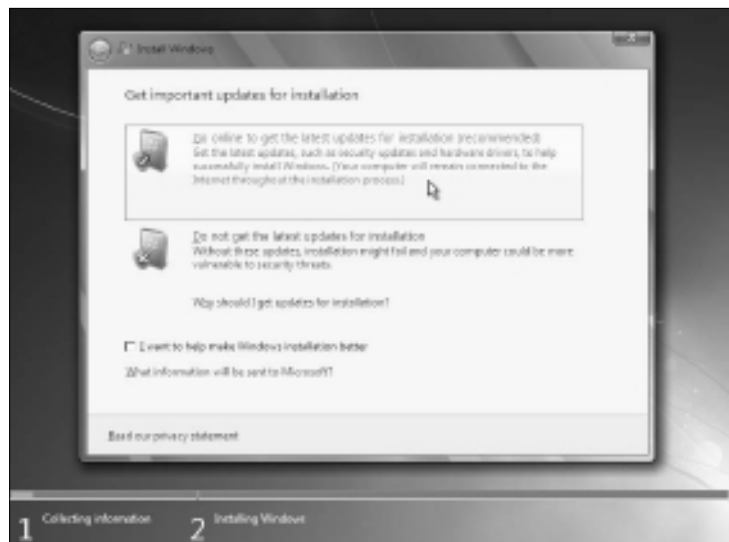 Install Windows
Get important updates for installation
Go online to get the latest updates for installation (recommended)
Get the latest updates, such as security updates and hardware drivers, to help
successfully install Windows. (Your computer will remain connected to the
Internet throughout the installation process.)
Do not get the latest updates for installation
Without these updates, installation might fail and your computer could be more
vulnerable to security threats.
Why should I get updates for installation?
I want to help make Windows installation better
What information will be sent to Microsoft?
Read our privacy statement
1 Collecting information
2 Installing Windows